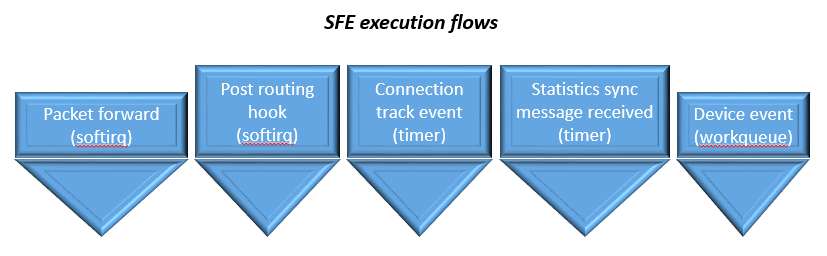 SFE execution flows
Packet forward
(softirq)
Post routing
hook
(softirq)
Connection
track event
(timer)
Statistics sync
message received
(timer)
Device event
(workqueue)